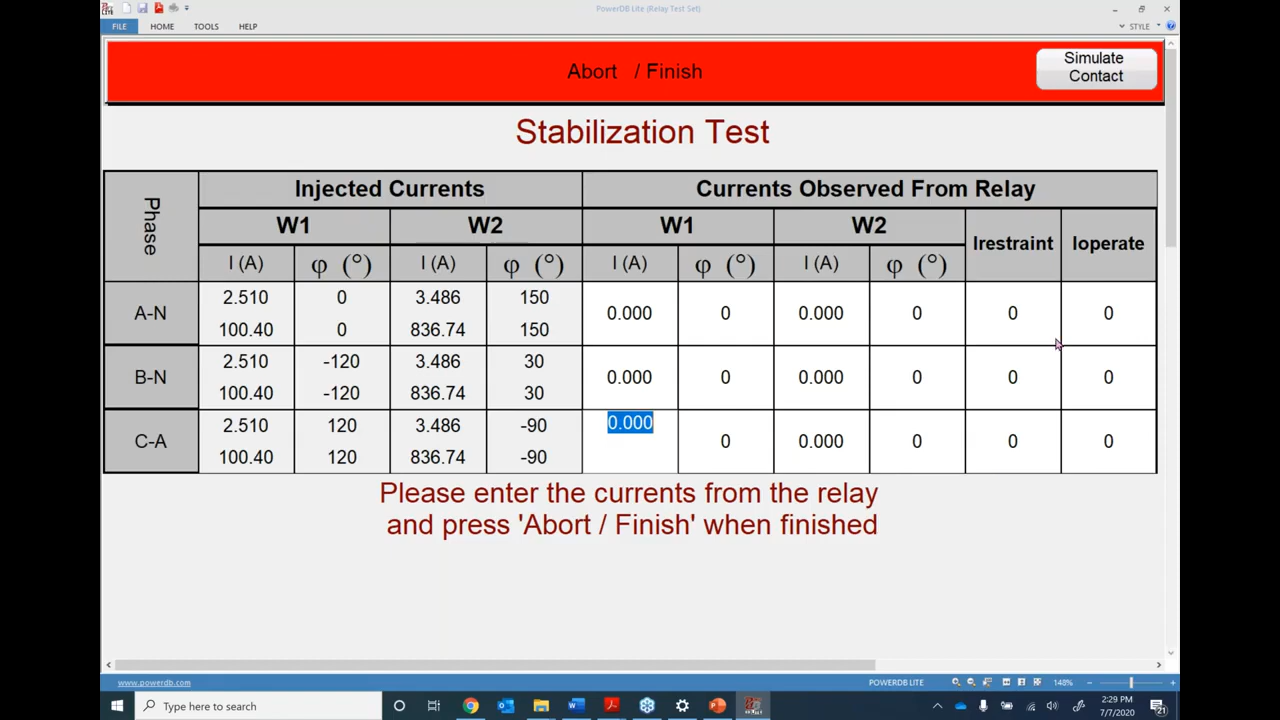 PowerDB Lite (Relay Test Set)
FILE HOME TOOLS HELP STYLE
Abort / Finish
Simulate
Contact
Stabilization Test
Phase
Injected Currents Currents Observed From Relay
W1 W2 W1 W2 Irestraint Ioperate
I (A) φ (°) I (A) φ (°) I (A) φ (°) I (A) φ (°)
A-N
2.510 0 3.486 150
0.000 0 0.000 0 0 0
100.40 0 836.74 150
B-N
2.510 -120 3.486 30
0.000 0 0.000 0 0 0
100.40 -120 836.74 30
C-A
2.510 120 3.486 -90
0.000 0 0.000 0 0 0
100.40 120 836.74 -90
Please enter the currents from the relay
and press 'Abort / Finish' when finished
www.powerdb.com POWERDB LITE 148%
Type here to search
2:29 PM
7/7/2020
21